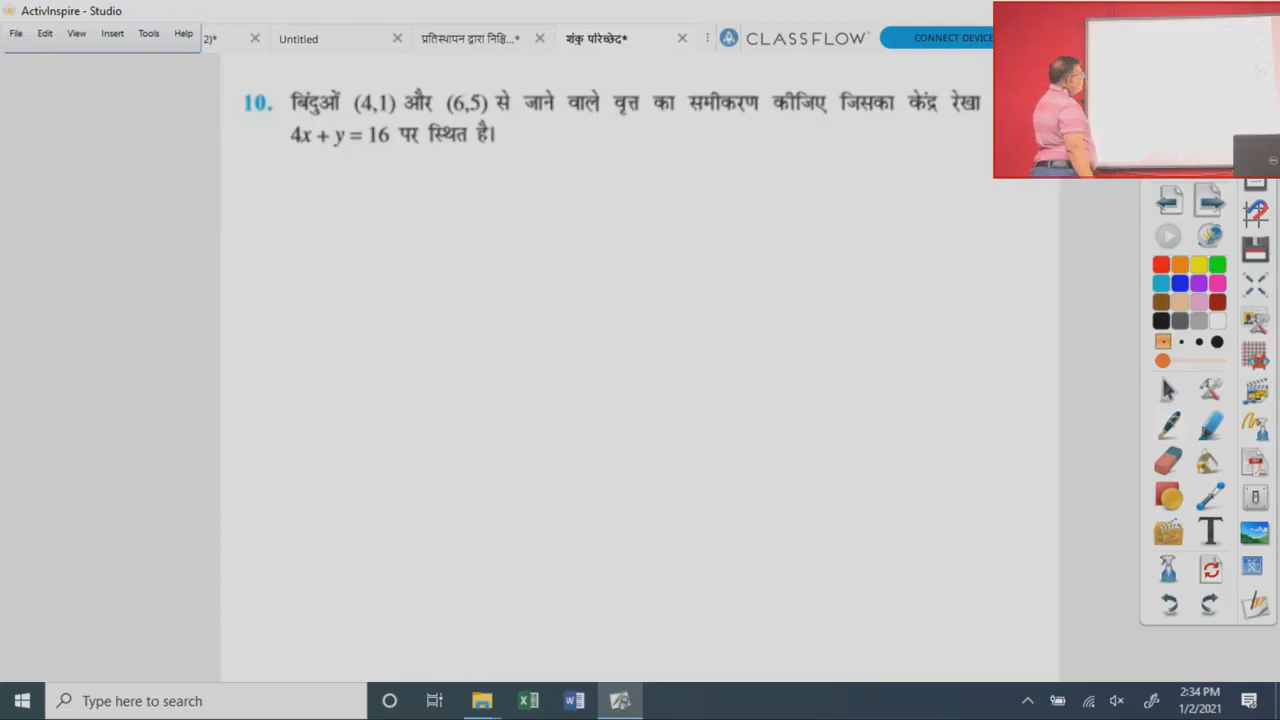 ActivInspire - Studio
File Edit View Insert Tools Help
2)* Untitled प्रतिस्थापन द्वारा निश्चि...* शंकु परिच्छेद* CLASSFLOW CONNECT DEVICE
10. बिंदुओं (4,1) और (6,5) से जाने वाले वृत्त का समीकरण कीजिए जिसका केंद्र रेखा
4x + y = 16 पर स्थित है।
T
Type here to search
2:34 PM
1/2/2021